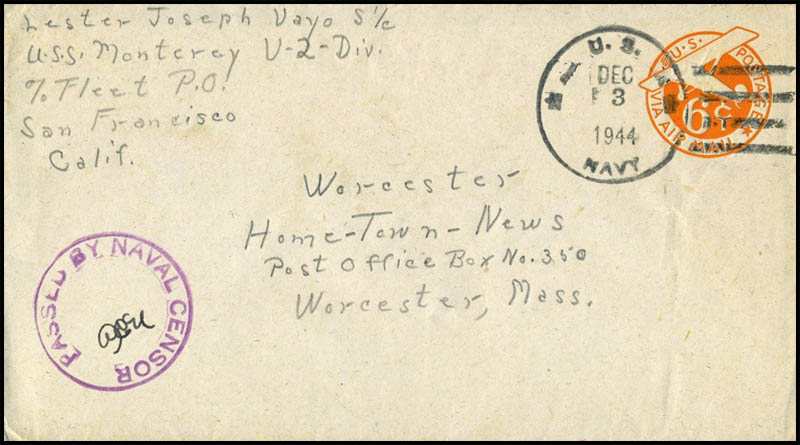 Lester Joseph Vayo S 1/c
U.S.S. Monterey V-2-Div.
% Fleet P.O.
San Francisco
Calif.
U. S.
DEC
3
1944
NAVY
U.S. POSTAGE
6¢
VIA AIR MAIL
Worcester
Home-Town-News
Post Office Box No. 350
Worcester, Mass.
PASSED BY NAVAL CENSOR